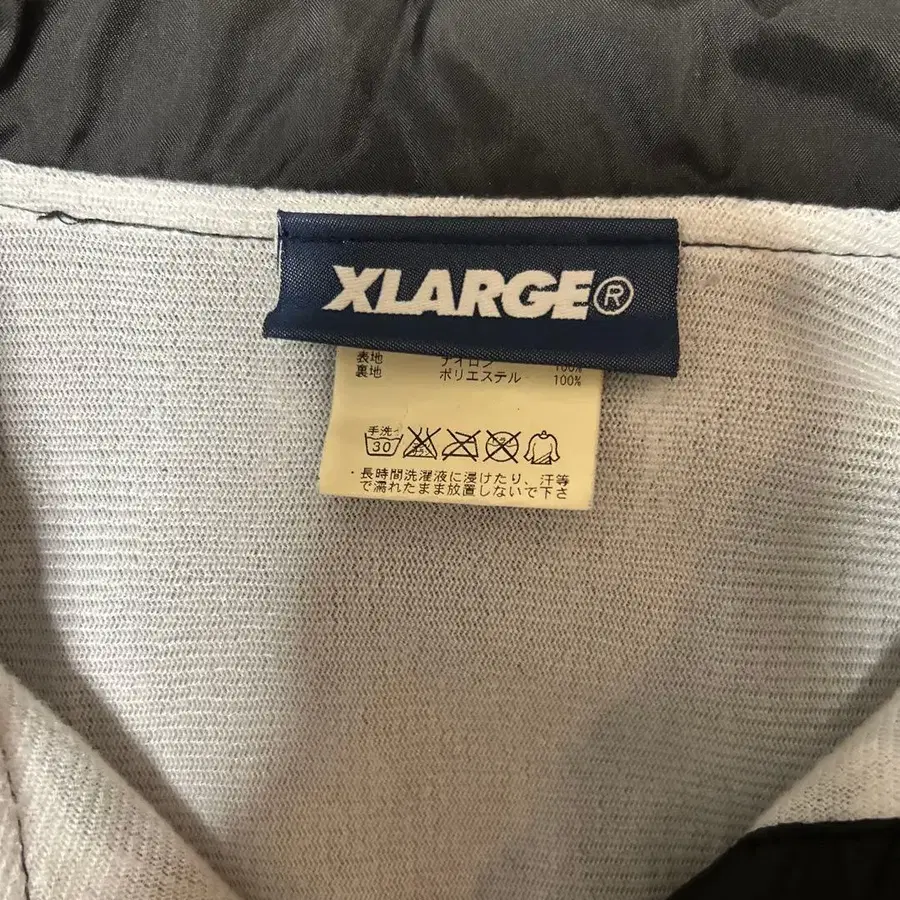 XLARGE®
表地 ナイロン 100%
裏地 ポリエステル 100%
手洗イ
30
・長時間洗濯液に浸けたり、汗等
で濡れたまま放置しないで下さ